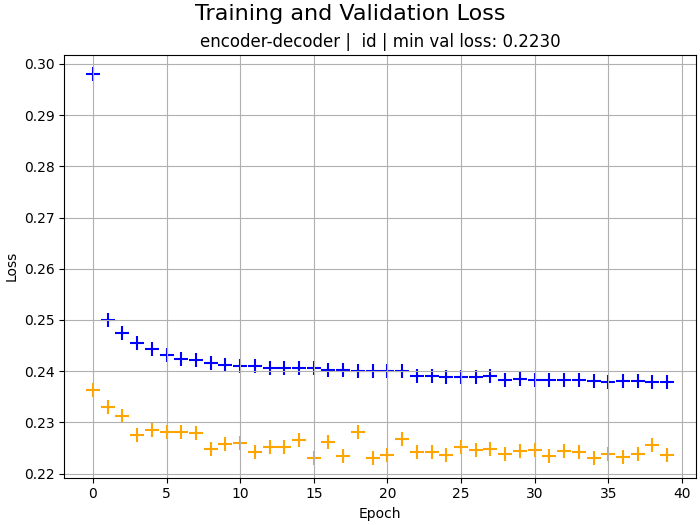 Training and Validation Loss
encoder-decoder |  id | min val loss: 0.2230
0.30
0.29
0.28
0.27
0.26
0.25
0.24
0.23
0.22
Loss
0 5 10 15 20 25 30 35 40
Epoch